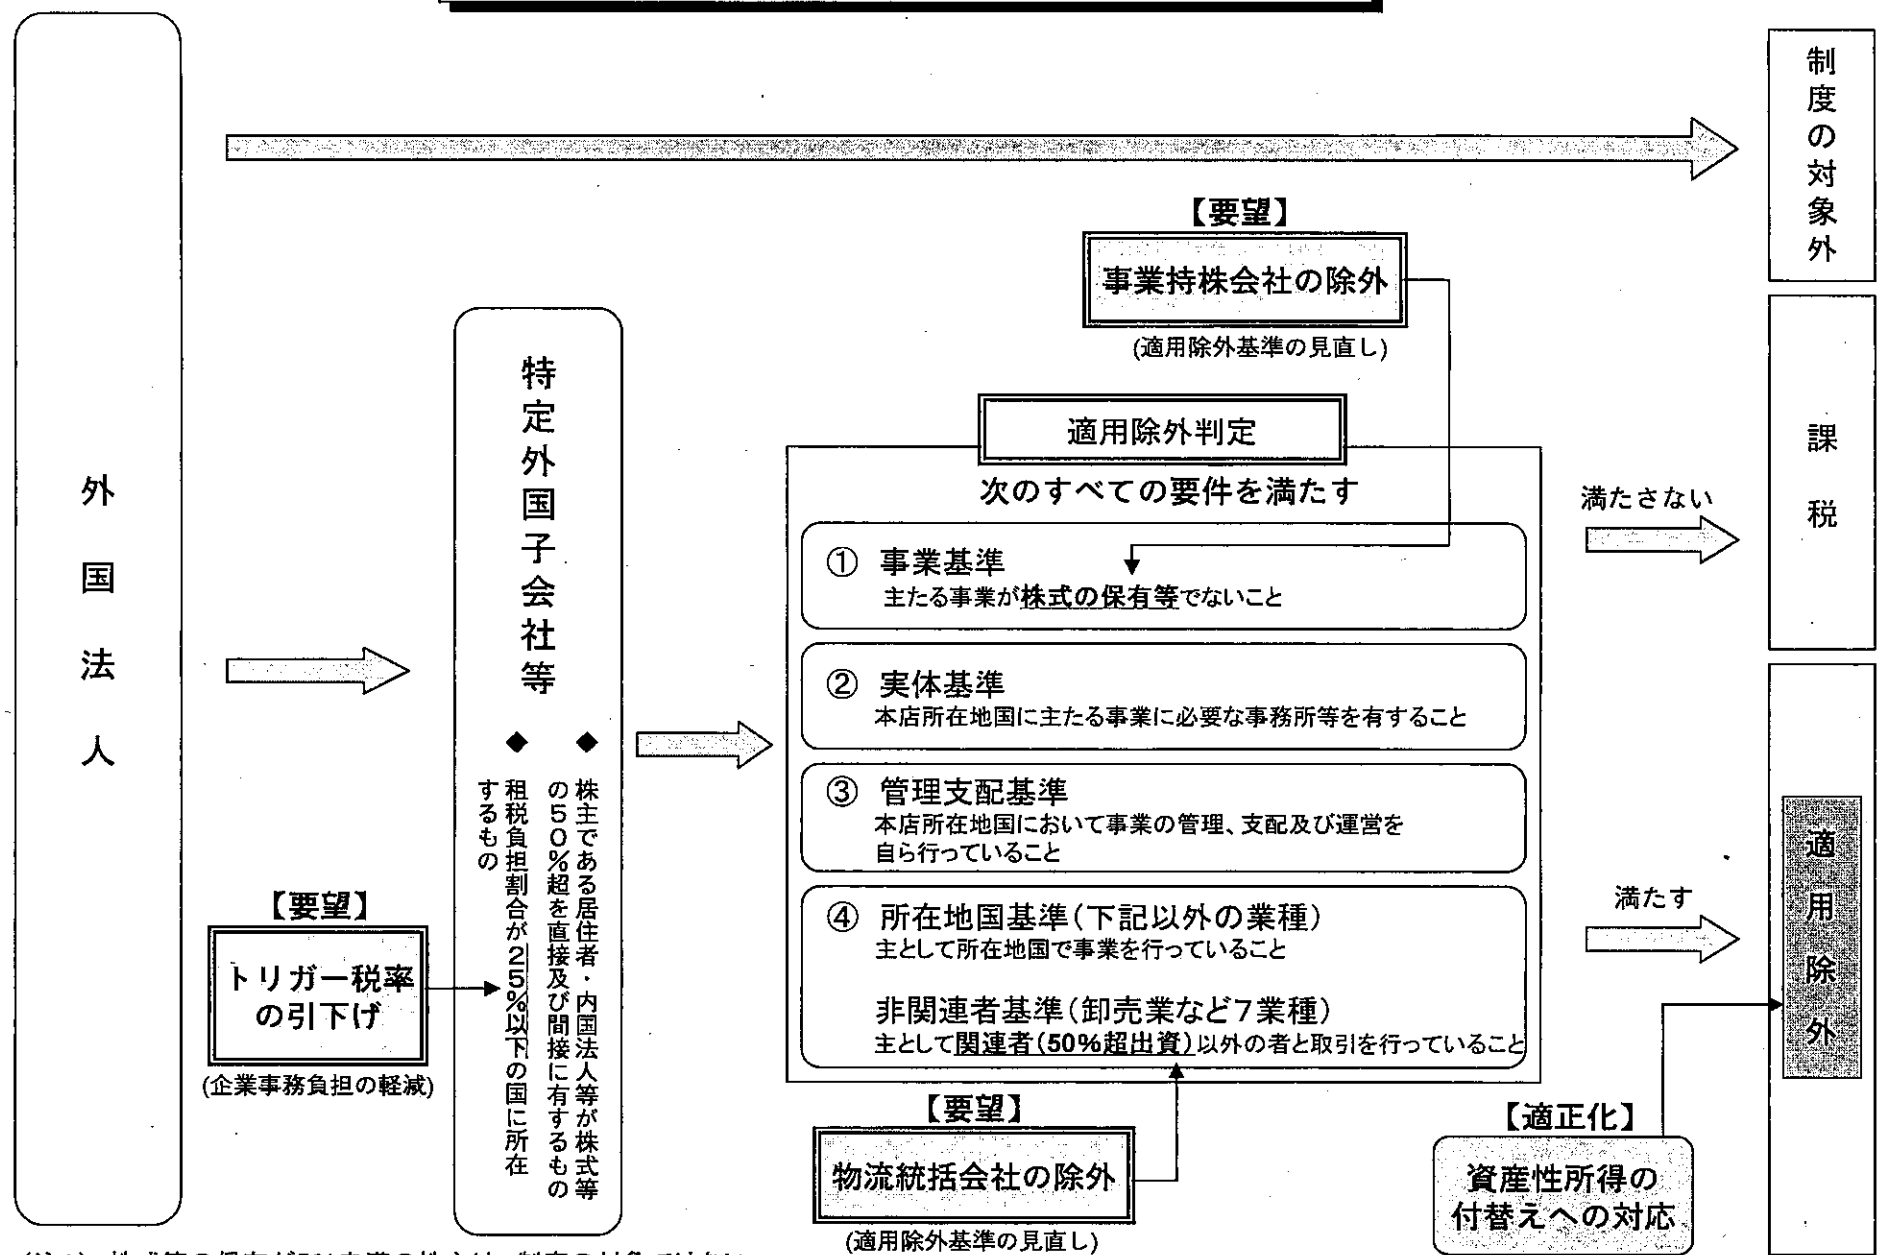 外国法人
制度の対象外
【要望】
事業持株会社の除外
(適用除外基準の見直し)
特定外国子会社等
◆ 株主である居住者・内国法人等が株式等
の50%超を直接及び間接に有するもの
◆ 租税負担割合が25%以下の国に所在
するもの
【要望】
トリガー税率
の引下げ
(企業事務負担の軽減)
適用除外判定
次のすべての要件を満たす
① 事業基準
主たる事業が株式の保有等でないこと
② 実体基準
本店所在地国に主たる事業に必要な事務所等を有すること
③ 管理支配基準
本店所在地国において事業の管理、支配及び運営を
自ら行っていること
④ 所在地国基準(下記以外の業種)
主として所在地国で事業を行っていること
非関連者基準(卸売業など7業種)
主として関連者(50%超出資)以外の者と取引を行っていること
【要望】
物流統括会社の除外
(適用除外基準の見直し)
満たさない
課税
満たす
適用除外
【適正化】
資産性所得の
付替えへの対応